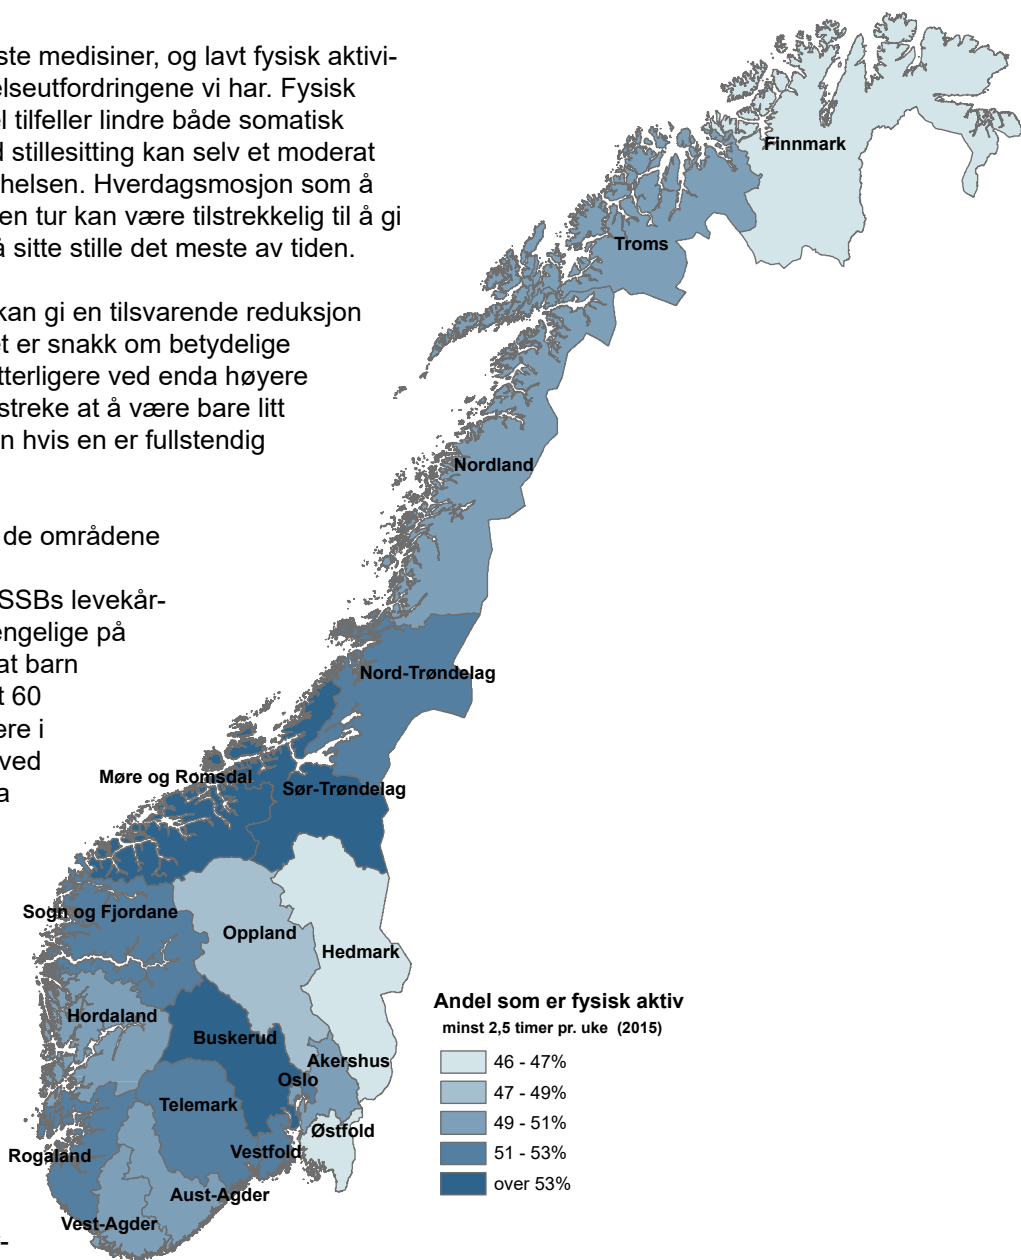 ste medisiner, og lavt fysisk aktivi-
elseutfordringene vi har. Fysisk
el tilfeller lindre både somatisk
d stillesitting kan selv et moderat
helsen. Hverdagsmosjon som å
en tur kan være tilstrekkelig til å gi
å sitte stille det meste av tiden.
kan gi en tilsvarende reduksjon
et er snakk om betydelige
tterligere ved enda høyere
streke at å være bare litt
n hvis en er fullstendig
de områdene
SSBs levekår-
engelige på
at barn
t 60
ere i
ved
a
Finnmark
Troms
Nordland
Nord-Trøndelag
Møre og Romsdal
Sør-Trøndelag
Sogn og Fjordane
Oppland
Hedmark
Hordaland
Buskerud
Akershus
Oslo
Telemark
Østfold
Vestfold
Rogaland
Aust-Agder
Vest-Agder
-
Andel som er fysisk aktiv
minst 2,5 timer pr. uke (2015)
46 - 47%
47 - 49%
49 - 51%
51 - 53%
over 53%